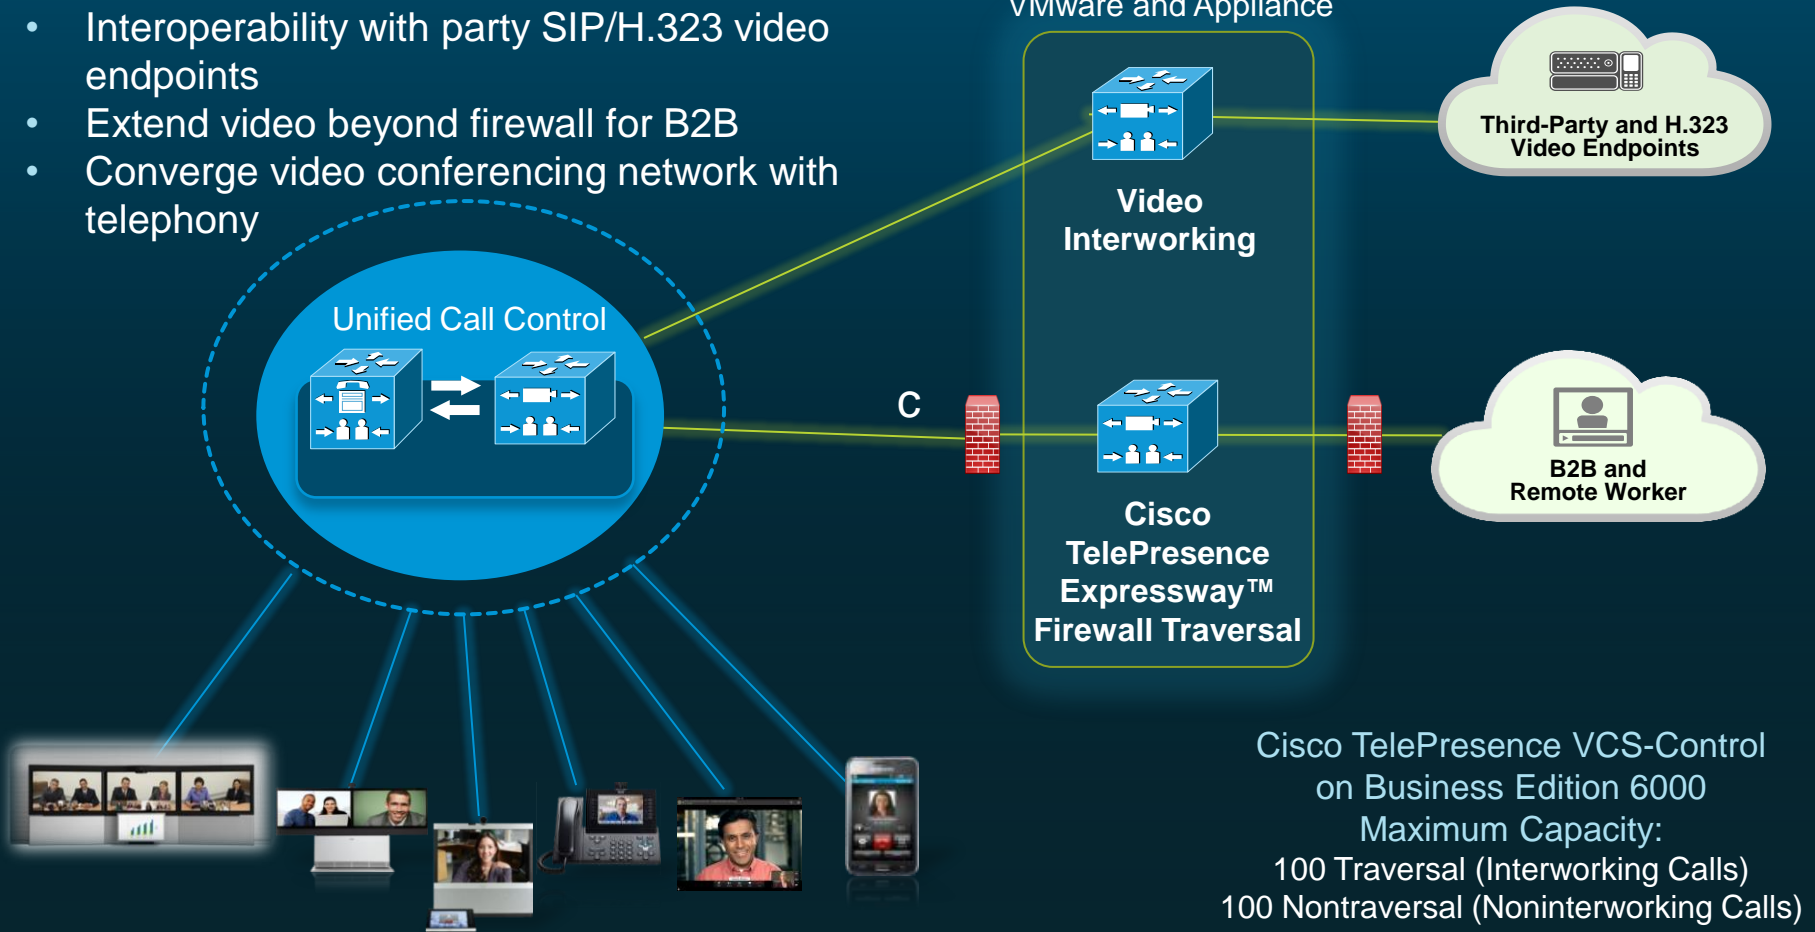 • Interoperability with party SIP/H.323 video
endpoints
• Extend video beyond firewall for B2B
• Converge video conferencing network with
telephony
VMware and Appliance
Third-Party and H.323
Video Endpoints
Video
Interworking
Unified Call Control
C
B2B and
Remote Worker
Cisco
TelePresence
Expressway™
Firewall Traversal
Cisco TelePresence VCS-Control
on Business Edition 6000
Maximum Capacity:
100 Traversal (Interworking Calls)
100 Nontraversal (Noninterworking Calls)